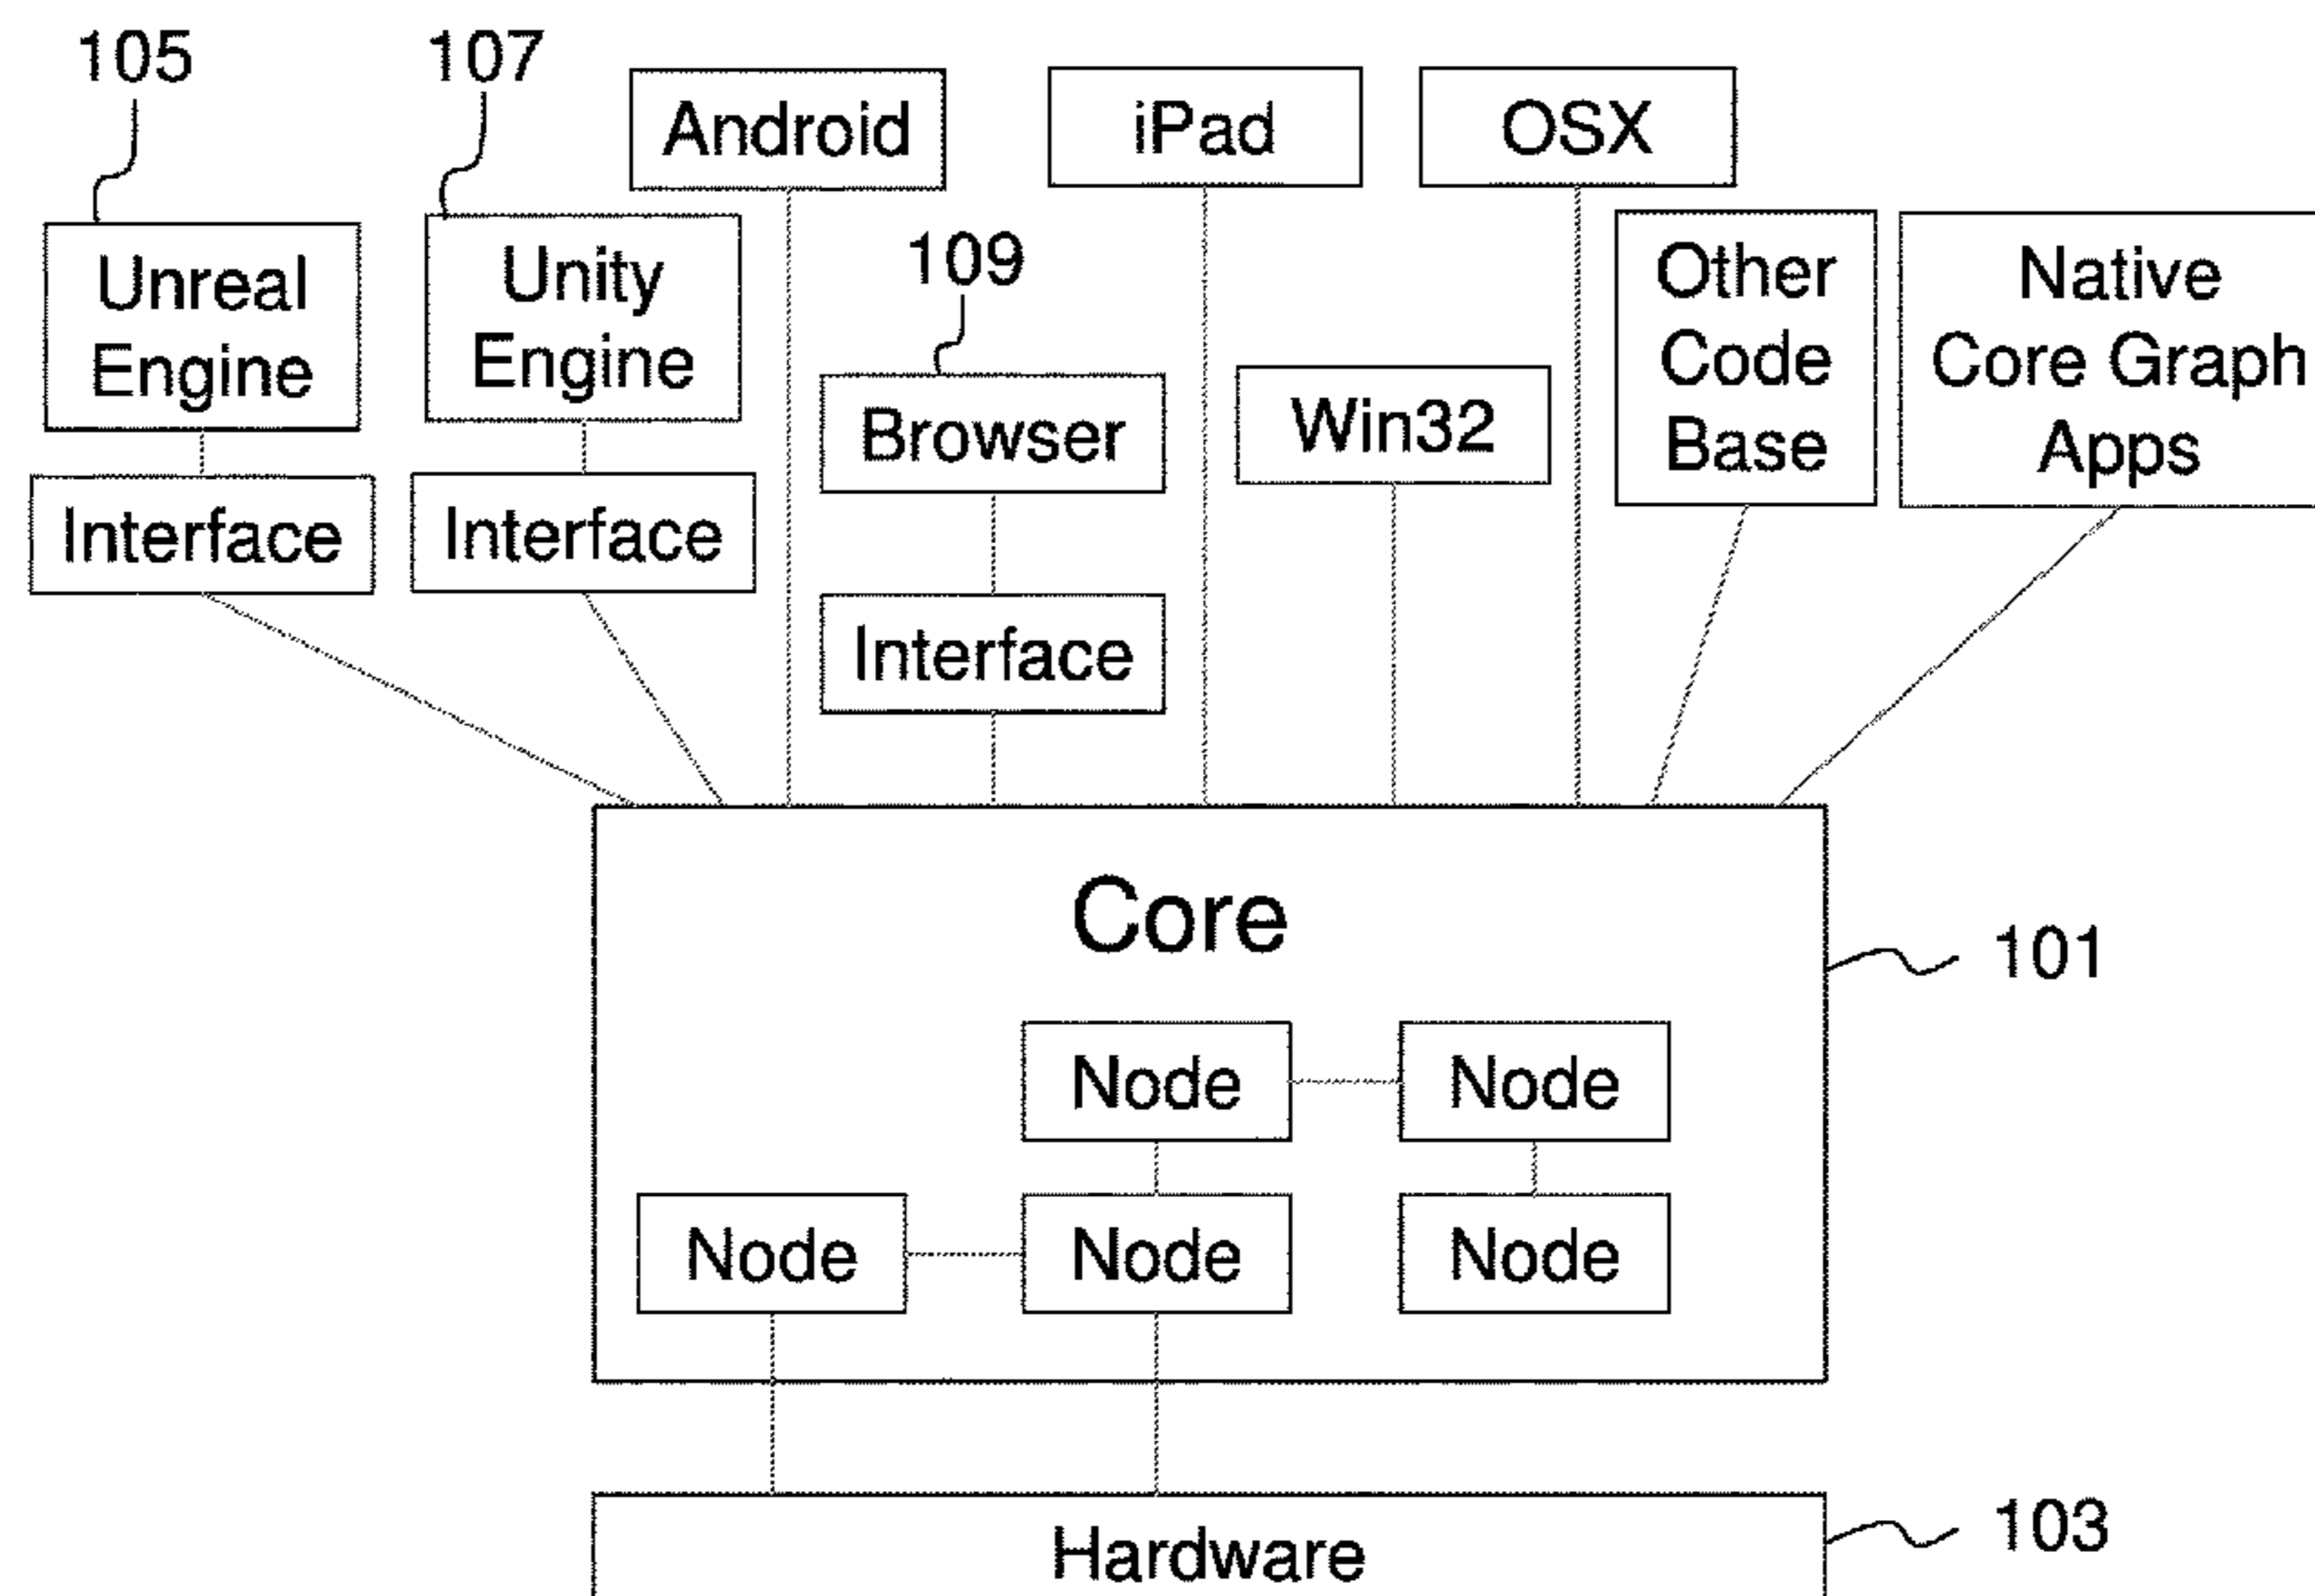 105
107
Android
iPad
OSX
Unreal
Engine
Unity
Engine
109
Browser
Win32
Other
Code
Base
Native
Core Graph
Apps
Interface
Interface
Interface
Core
101
Node
Node
Node
Node
Node
Hardware
103